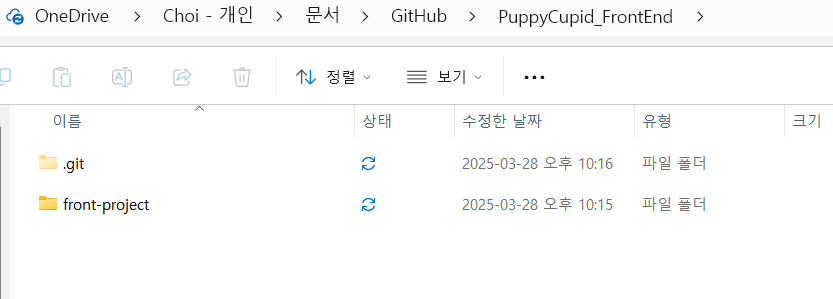 OneDrive > Choi - 개인 > 문서 > GitHub > PuppyCupid_FrontEnd >
정렬 보기
이름 상태 수정한 날짜 유형 크기
.git 2025-03-28 오후 10:16 파일 폴더
front-project 2025-03-28 오후 10:15 파일 폴더